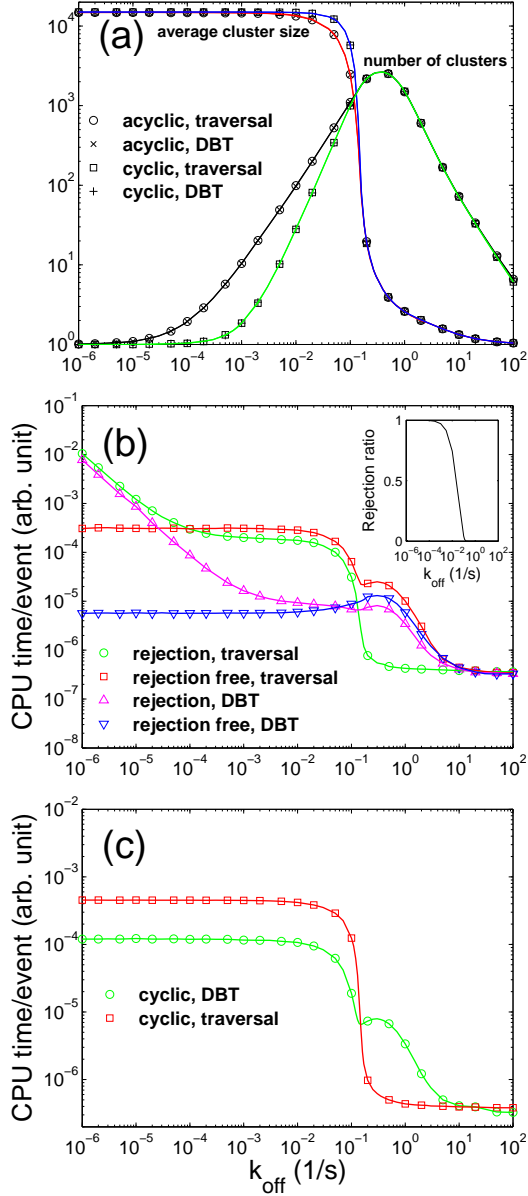 (a)
average cluster size
number of clusters
acyclic, traversal
acyclic, DBT
cyclic, traversal
cyclic, DBT
10^4
10^3
10^2
10^1
10^0
10^−6 10^−5 10^−4 10^−3 10^−2 10^−1 10^0 10^1 10^2
(b)
CPU time/event (arb. unit)
10^−1
10^−2
10^−3
10^−4
10^−5
10^−6
10^−7
10^−8
Rejection ratio
1
0.5
0
10^−6 10^−4 10^−2 10^0 10^2
k_off (1/s)
rejection, traversal
rejection free, traversal
rejection, DBT
rejection free, DBT
10^−6 10^−5 10^−4 10^−3 10^−2 10^−1 10^0 10^1 10^2
(c)
CPU time/event (arb. unit)
10^−2
10^−3
10^−4
10^−5
10^−6
cyclic, DBT
cyclic, traversal
10^−6 10^−5 10^−4 10^−3 10^−2 10^−1 10^0 10^1 10^2
k_off (1/s)